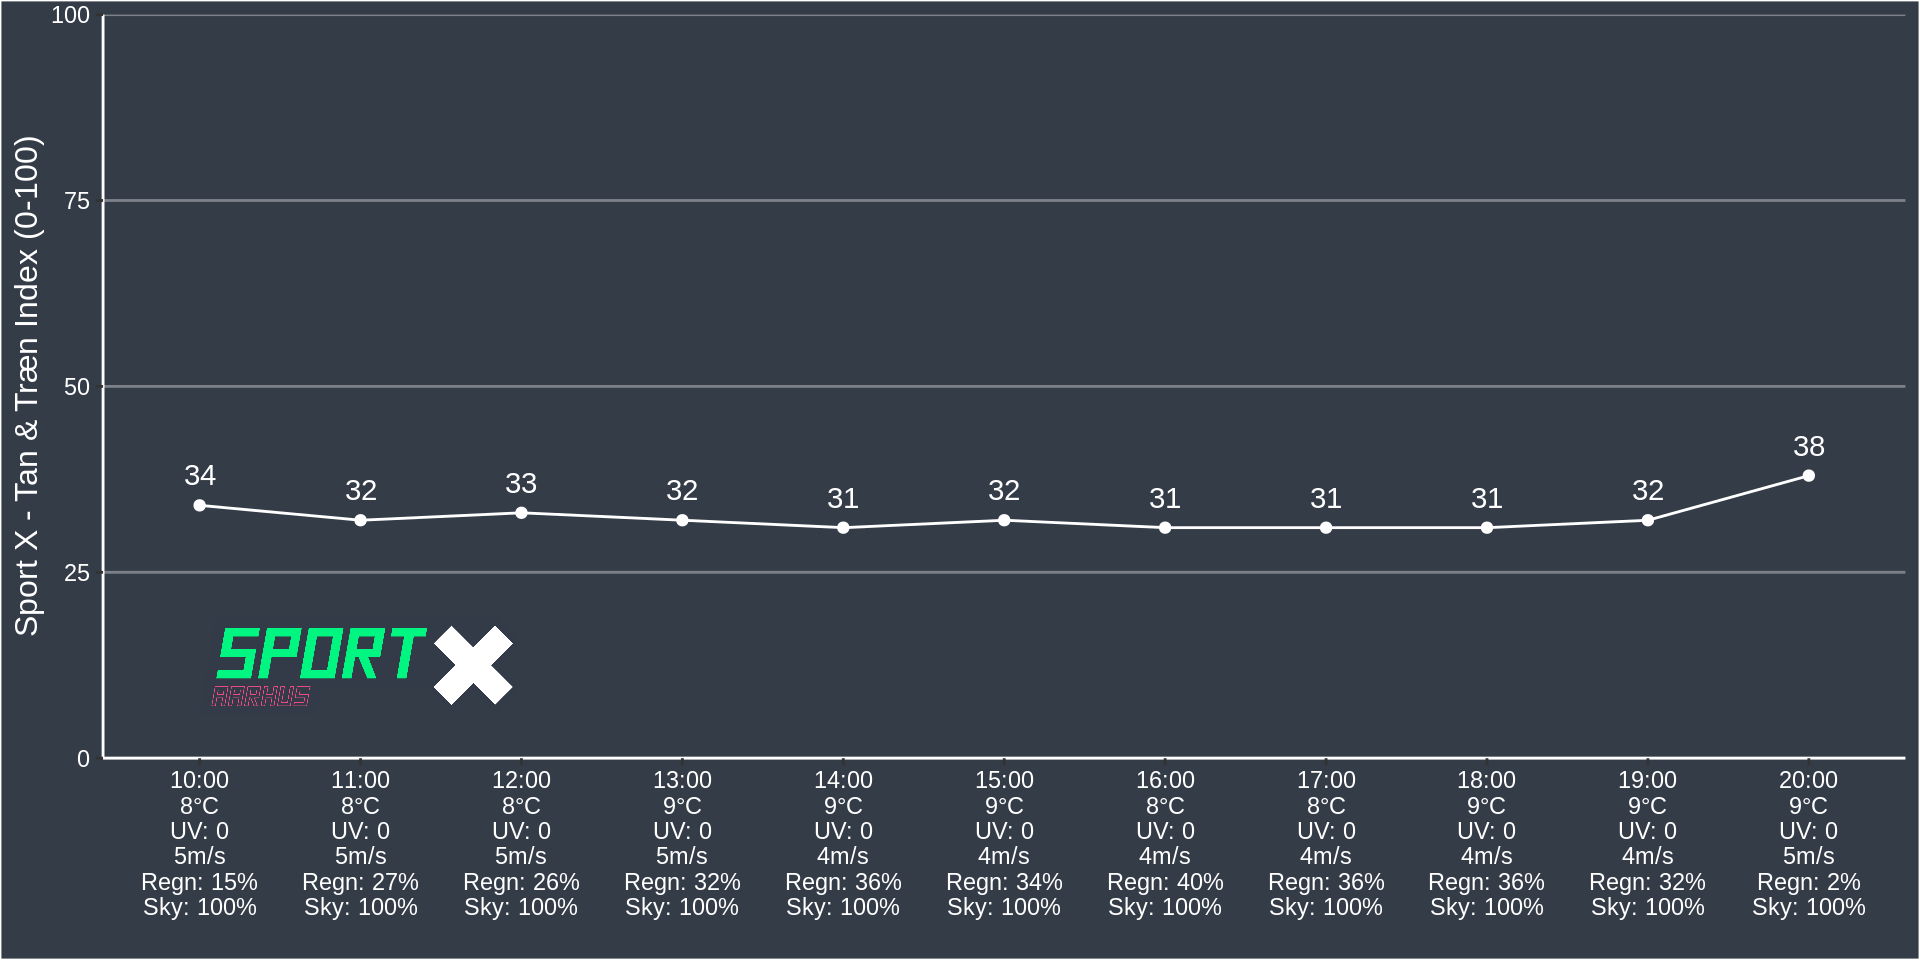 Sport X - Tan & Træn Index (0-100)
100
75
50
25
0
34
32
33
32
31
32
31
31
31
32
38
SPORT X
AARHUS
10:00 11:00 12:00 13:00 14:00 15:00 16:00 17:00 18:00 19:00 20:00
8°C 8°C 8°C 9°C 9°C 9°C 8°C 8°C 9°C 9°C 9°C
UV: 0 UV: 0 UV: 0 UV: 0 UV: 0 UV: 0 UV: 0 UV: 0 UV: 0 UV: 0 UV: 0
5m/s 5m/s 5m/s 5m/s 4m/s 4m/s 4m/s 4m/s 4m/s 4m/s 5m/s
Regn: 15% Regn: 27% Regn: 26% Regn: 32% Regn: 36% Regn: 34% Regn: 40% Regn: 36% Regn: 36% Regn: 32% Regn: 2%
Sky: 100% Sky: 100% Sky: 100% Sky: 100% Sky: 100% Sky: 100% Sky: 100% Sky: 100% Sky: 100% Sky: 100% Sky: 100%